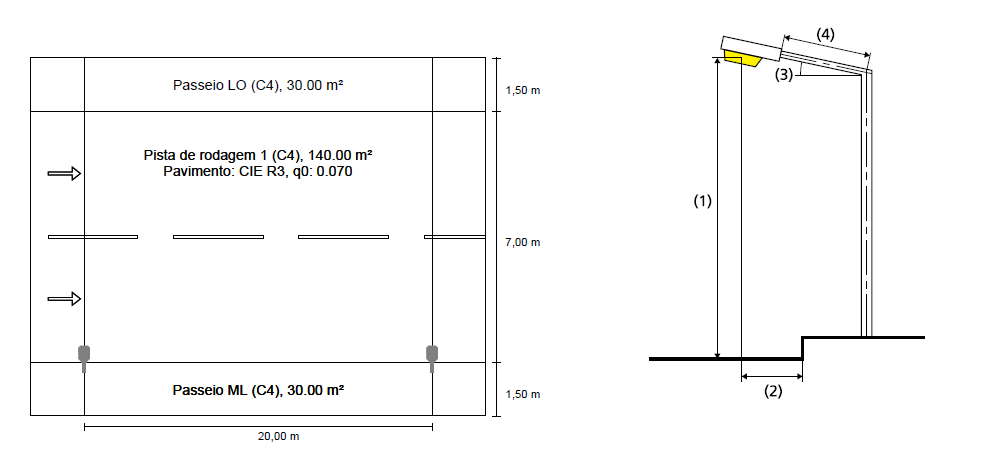 Passeio LO (C4), 30.00 m²
1,50 m
Pista de rodagem 1 (C4), 140.00 m²
Pavimento: CIE R3, q0: 0.070
7,00 m
Passeio ML (C4), 30.00 m²
1,50 m
20,00 m
(4)
(3)
(1)
(2)